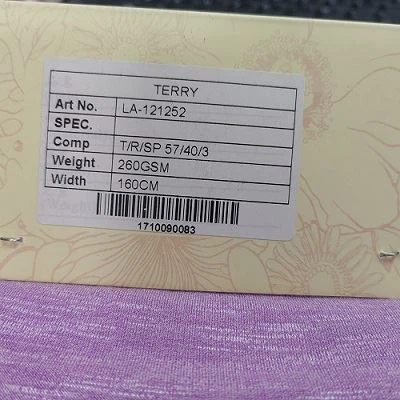 TERRY
Art No. LA-121252
SPEC.
Comp T/R/SP 57/40/3
Weight 260GSM
Width 160CM
1710090083